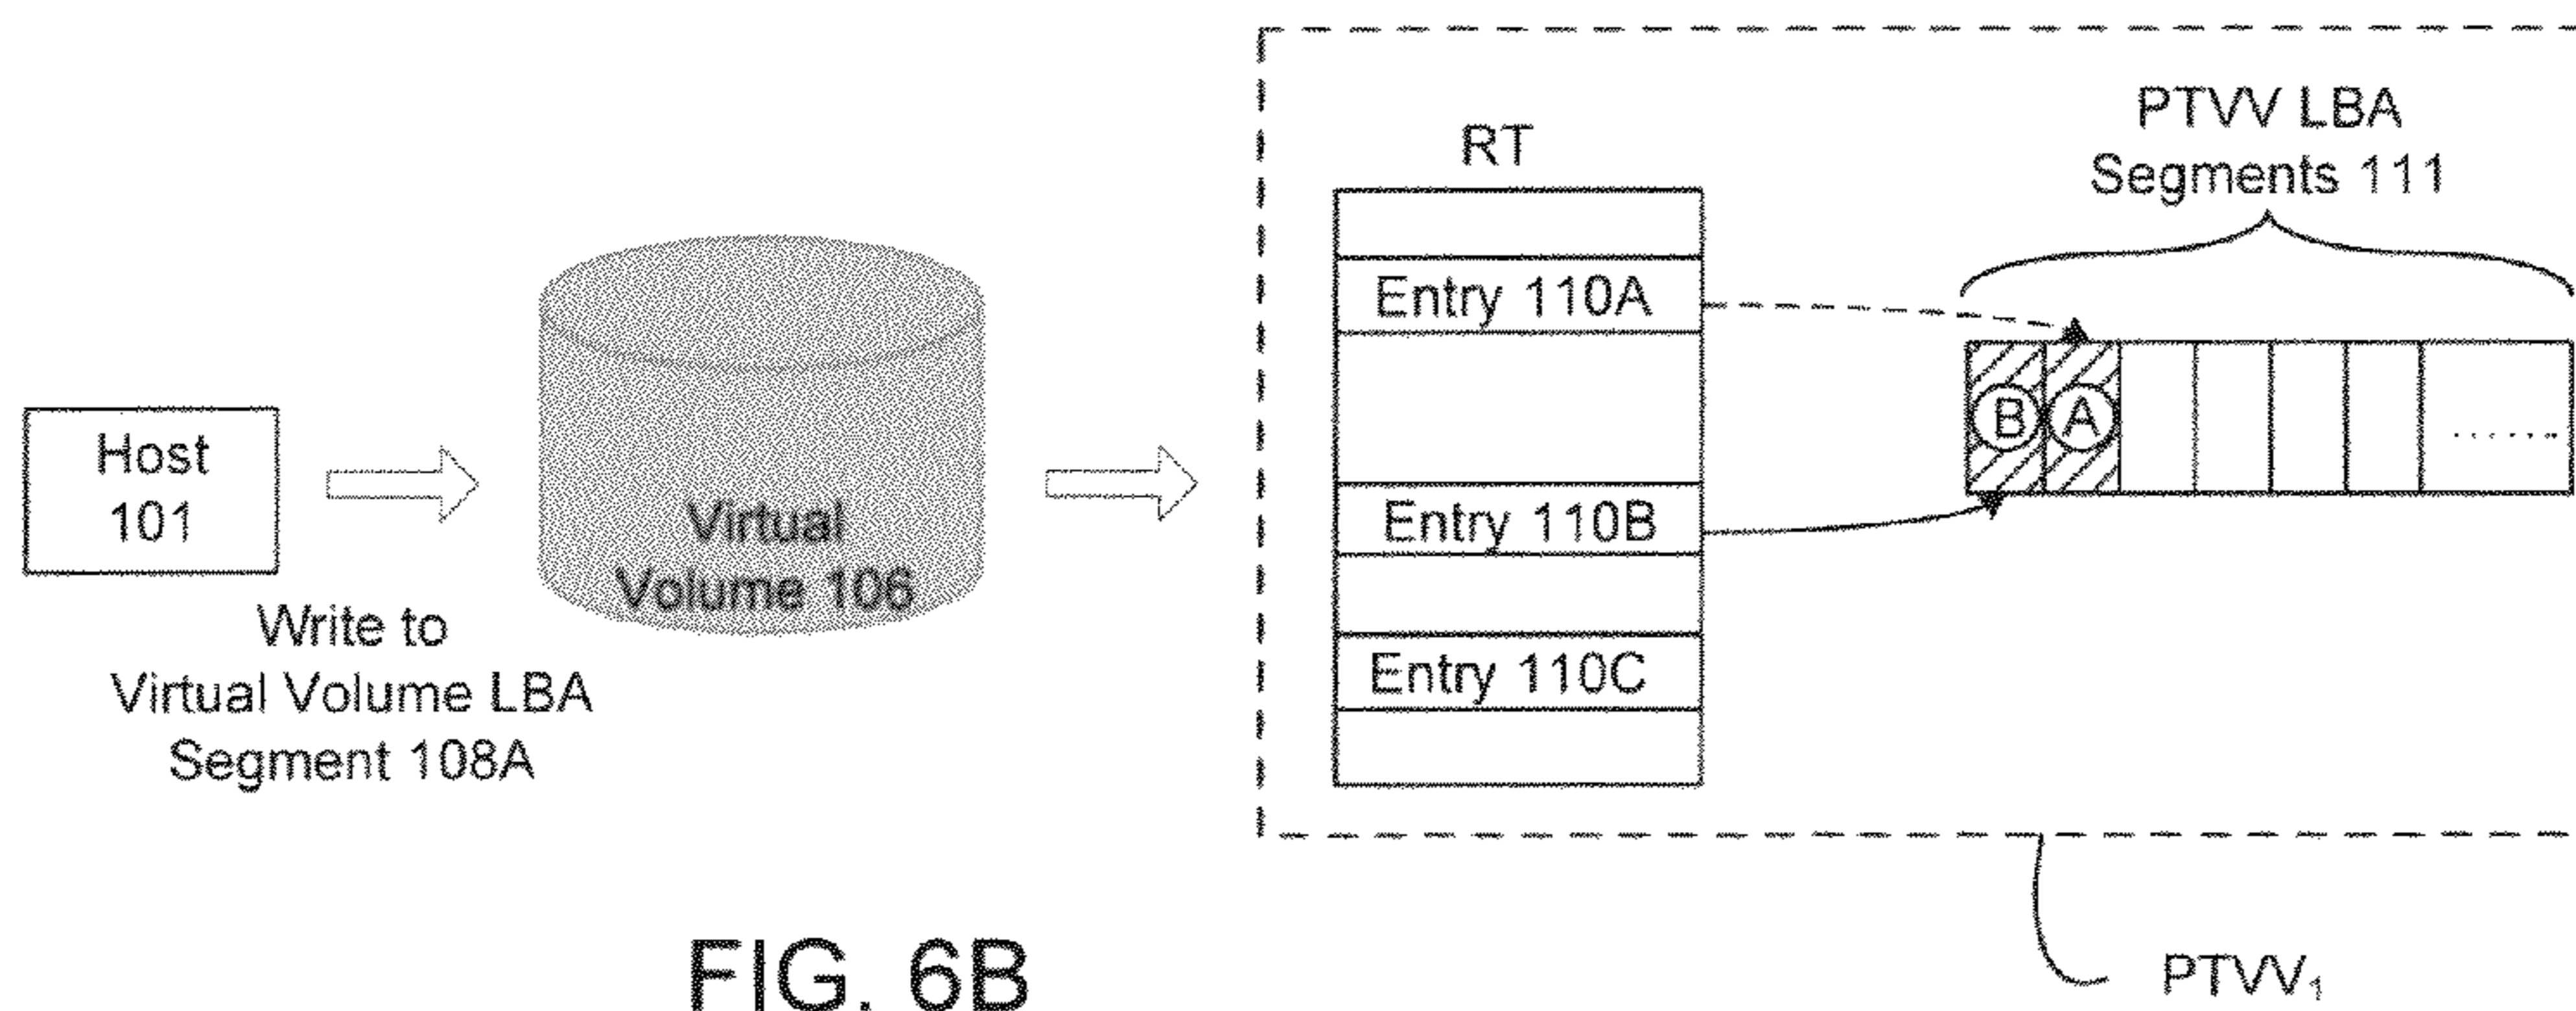 Host
101
Write to
Virtual Volume LBA
Segment 108A
Virtual
Volume 106
RT
Entry 110A
Entry 110B
Entry 110C
PTVV LBA
Segments 111
B A
.......
PTVV₁
FIG. 6B